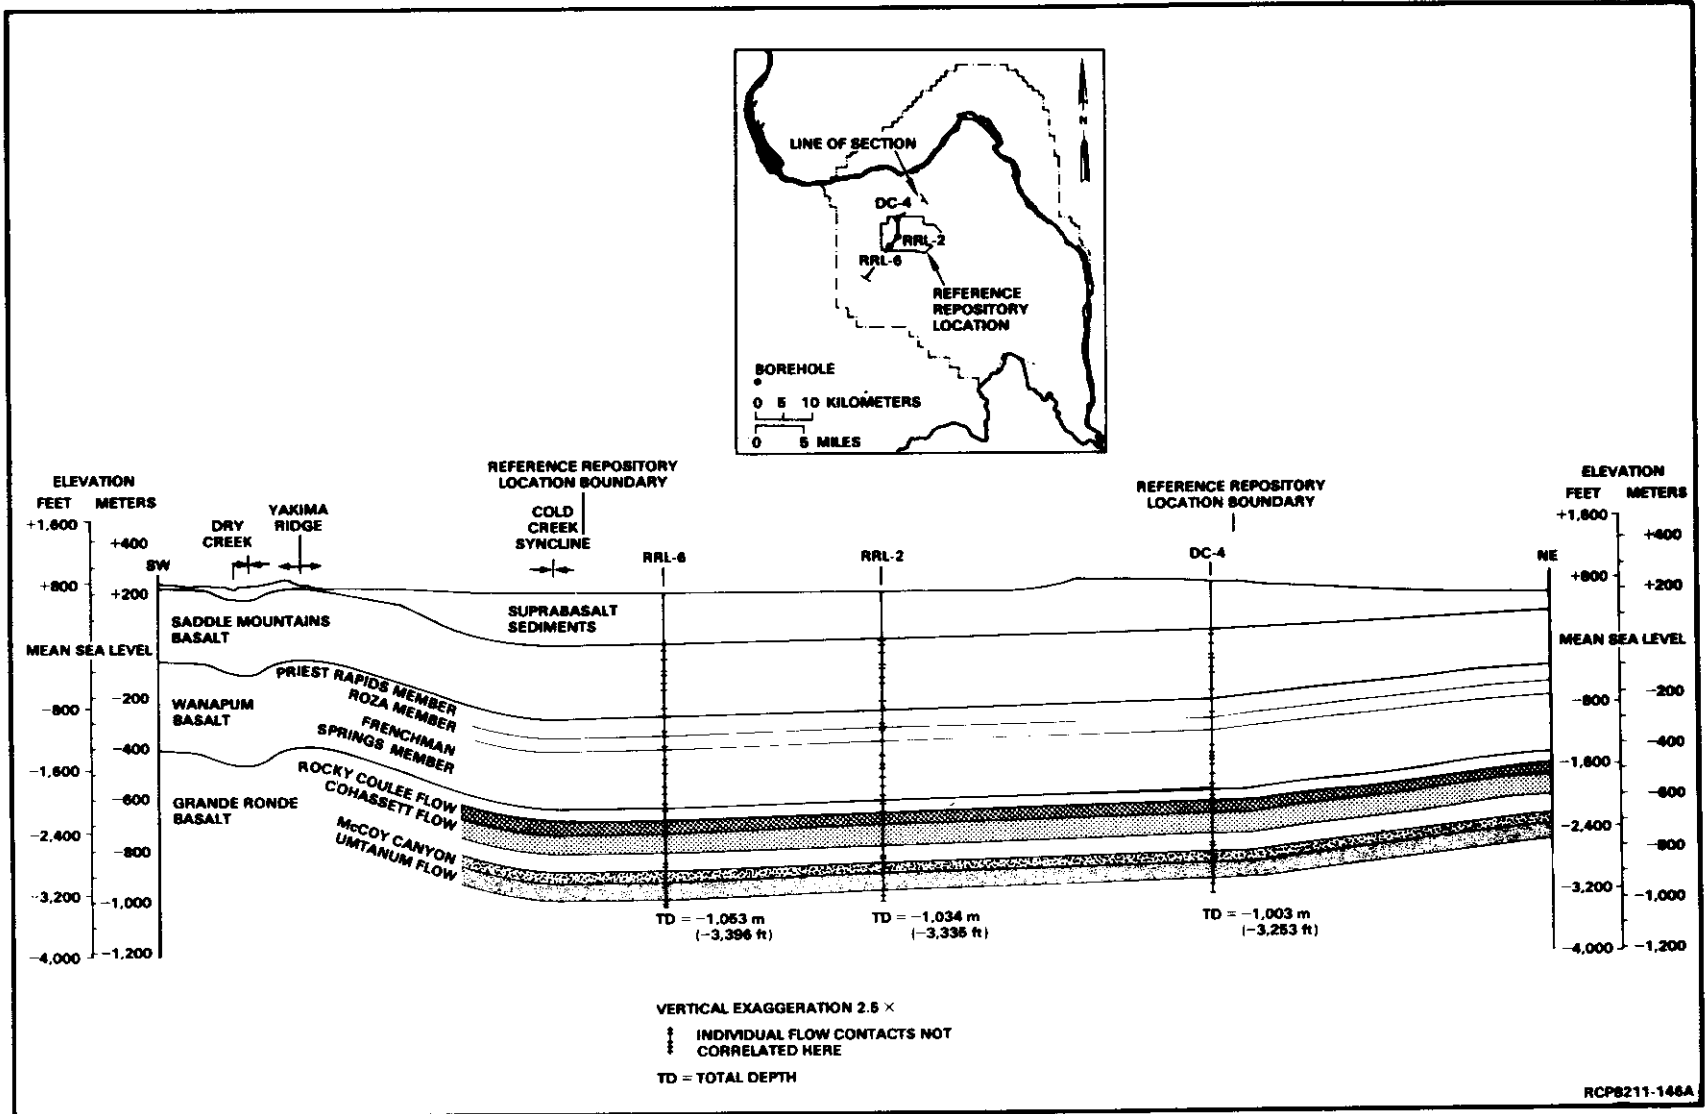 N
LINE OF SECTION
DC-4
RRL-2
RRL-6
REFERENCE
REPOSITORY
LOCATION
BOREHOLE
0 5 10 KILOMETERS
0 5 MILES
ELEVATION
FEET METERS
DRY
CREEK
YAKIMA
RIDGE
REFERENCE REPOSITORY
LOCATION BOUNDARY
COLD
CREEK
SYNCLINE
RRL-6
RRL-2
REFERENCE REPOSITORY
LOCATION BOUNDARY
DC-4
ELEVATION
FEET METERS
SW
NE
+1,600
+400
+800
+200
MEAN SEA LEVEL
-200
-800
-400
-1,600
-600
-2,400
-800
-3,200
-1,000
-4,000
-1,200
SADDLE MOUNTAINS
BASALT
WANAPUM
BASALT
GRANDE RONDE
BASALT
SUPRABASALT
SEDIMENTS
PRIEST RAPIDS MEMBER
ROZA MEMBER
FRENCHMAN
SPRINGS MEMBER
ROCKY COULEE FLOW
COHASSETT FLOW
McCOY CANYON
UMTANUM FLOW
+1,600
+400
+800
+200
MEAN SEA LEVEL
-200
-800
-400
-1,600
-600
-2,400
-800
-3,200
-1,000
-4,000
-1,200
TD = -1,053 m
(-3,396 ft)
TD = -1,034 m
(-3,335 ft)
TD = -1,003 m
(-3,253 ft)
VERTICAL EXAGGERATION 2.5 ×
INDIVIDUAL FLOW CONTACTS NOT
CORRELATED HERE
TD = TOTAL DEPTH
RCP8211-146A